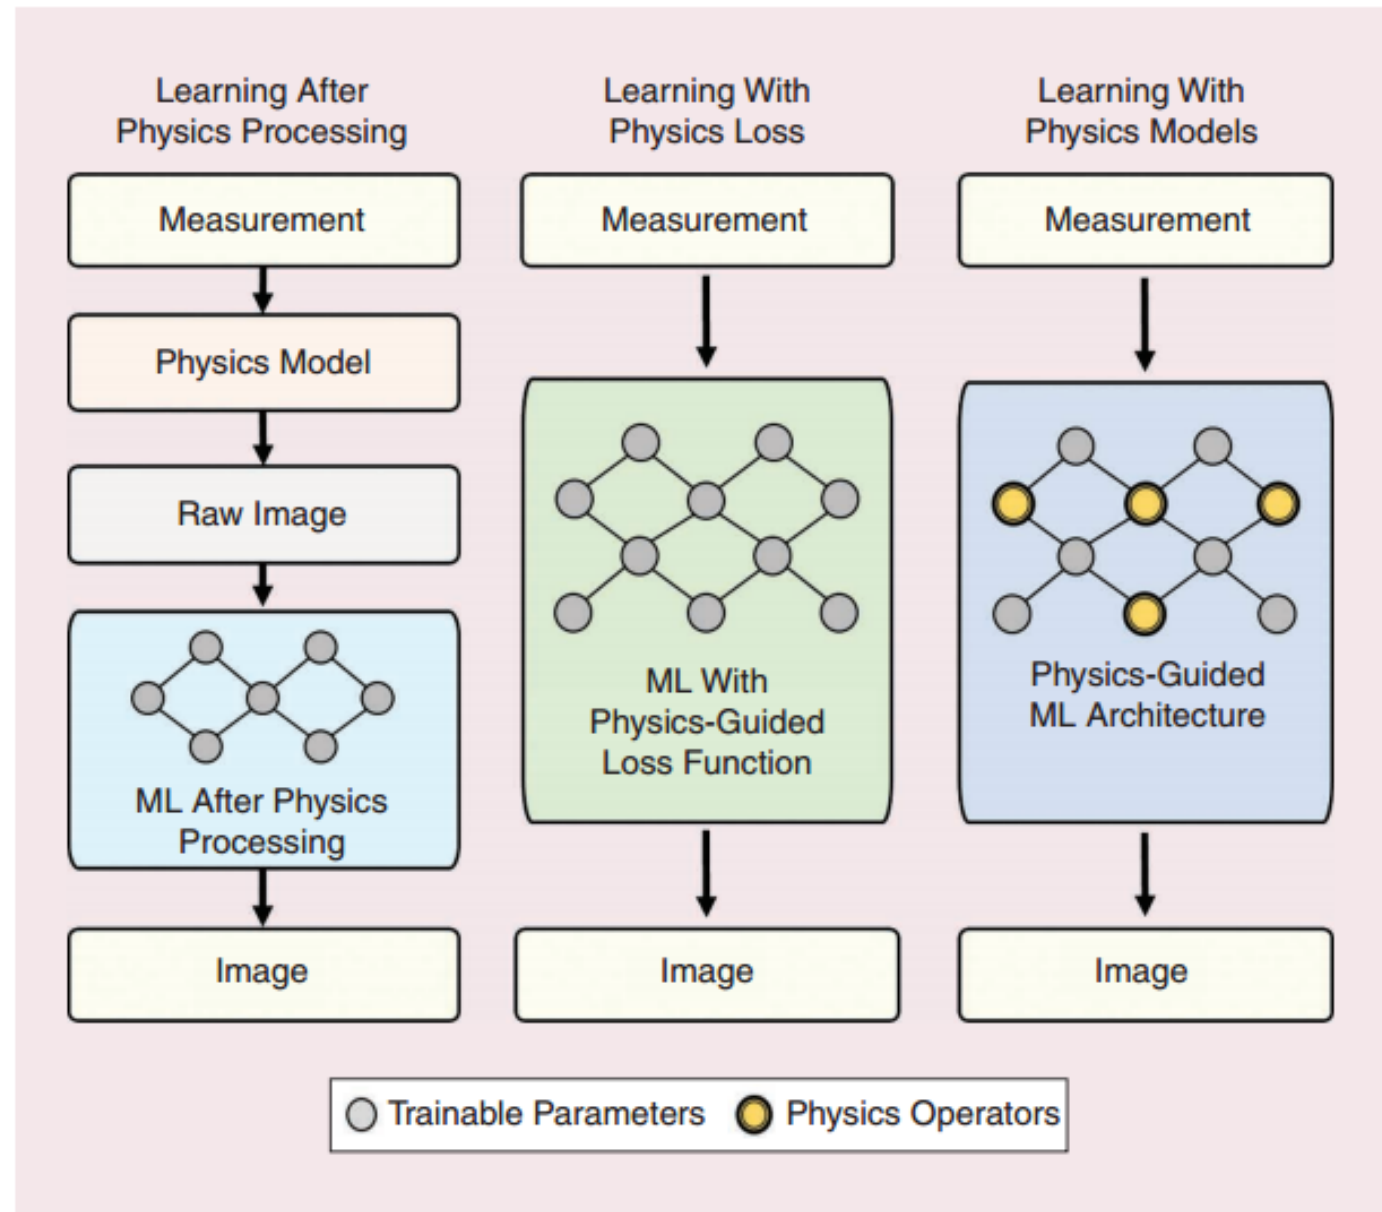 Learning After
Physics Processing
Measurement
Physics Model
Raw Image
ML After Physics
Processing
Image
Learning With
Physics Loss
Measurement
ML With
Physics-Guided
Loss Function
Image
Learning With
Physics Models
Measurement
Physics-Guided
ML Architecture
Image
Trainable Parameters
Physics Operators